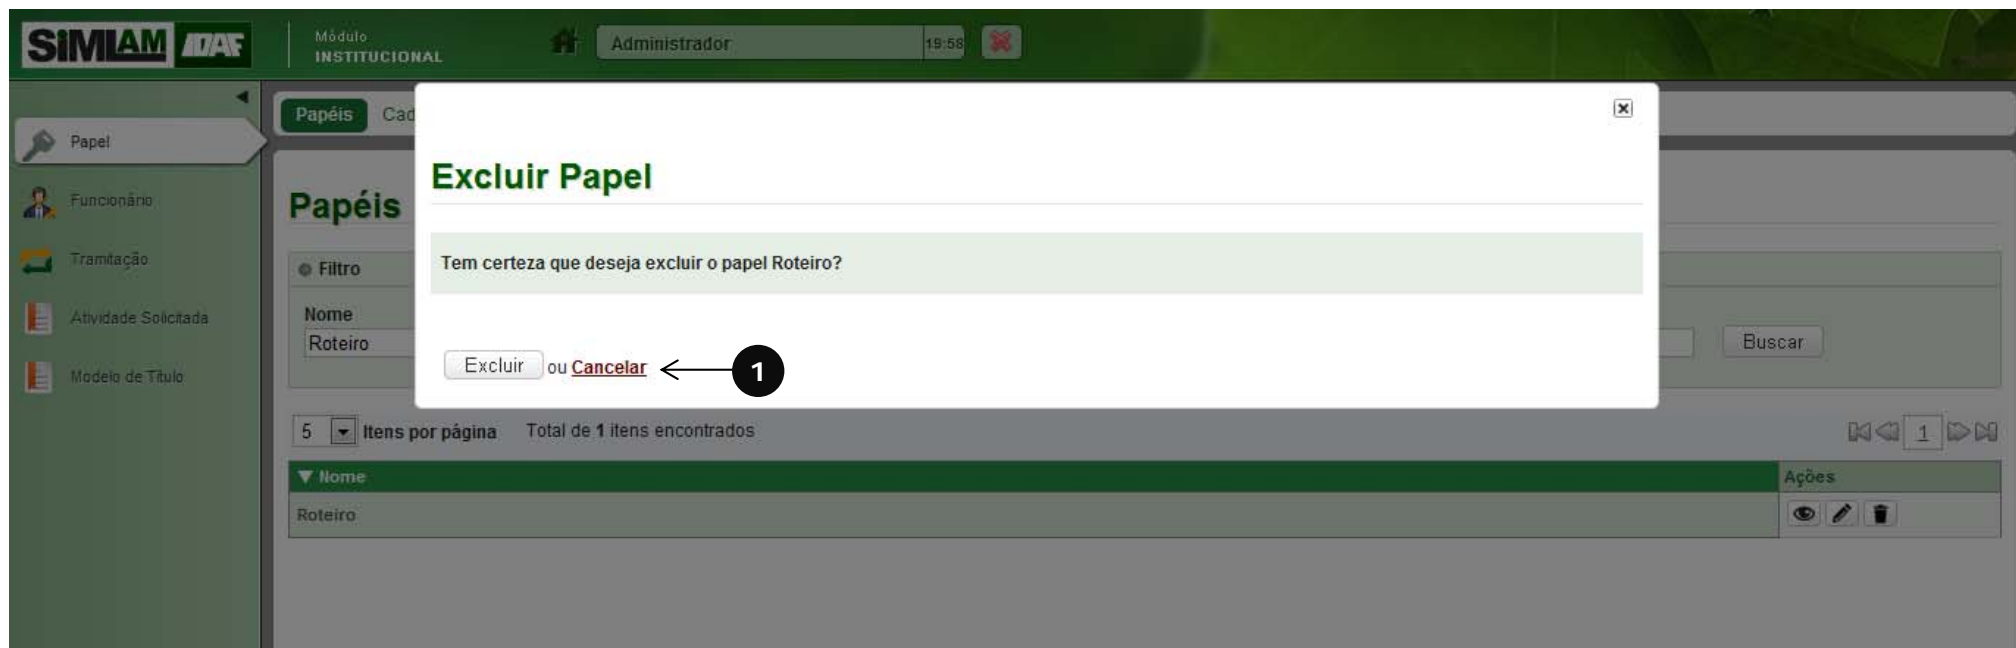 SiMLAM IDAF
Módulo
INSTITUCIONAL
Administrador
19:58
Papéis Cad
Papel
Funcionário
Tramitação
Atividade Solicitada
Modelo de Título
Papéis
Filtro
Nome
Roteiro
Buscar
Excluir Papel
Tem certeza que deseja excluir o papel Roteiro?
Excluir ou Cancelar
1
5 Itens por página Total de 1 itens encontrados
1
Nome Ações
Roteiro